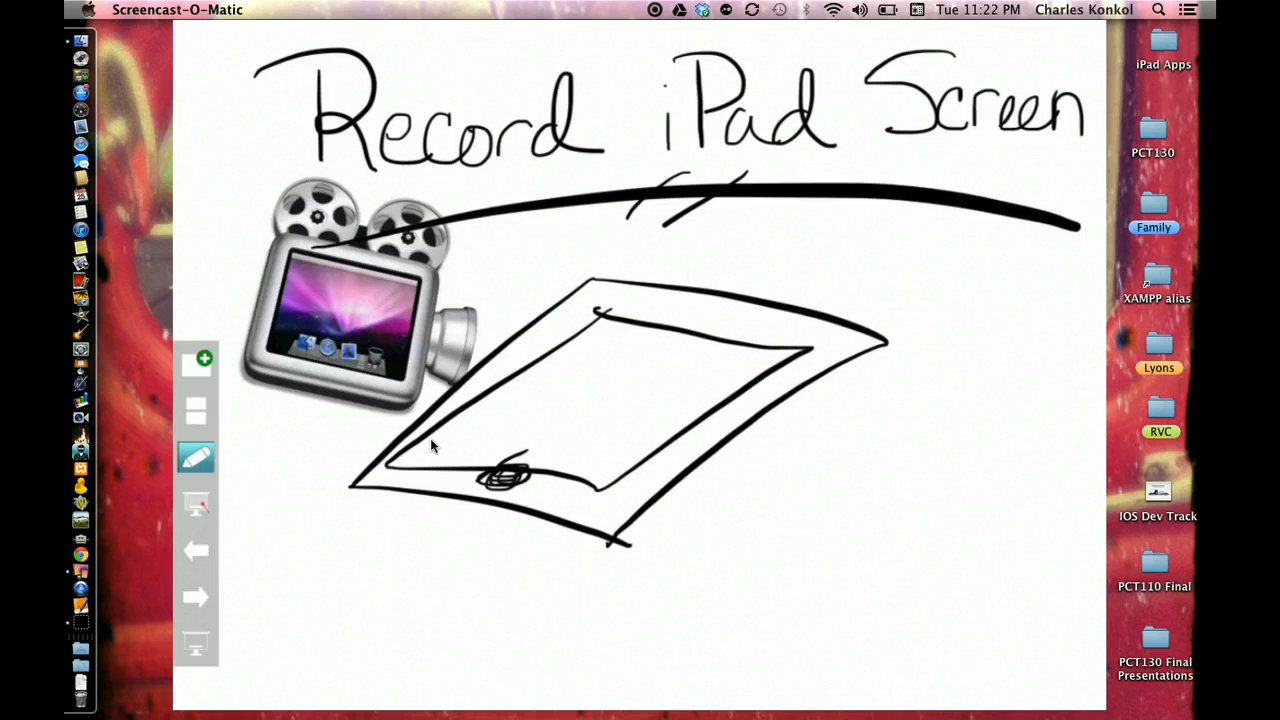 Screencast-O-Matic
Tue 11:22 PM
Charles Konkol
Record iPad Screen
iPad Apps
PCT130
Family
XAMPP alias
Lyons
RVC
IOS Dev Track
PCT110 Final
PCT130 Final
Presentations